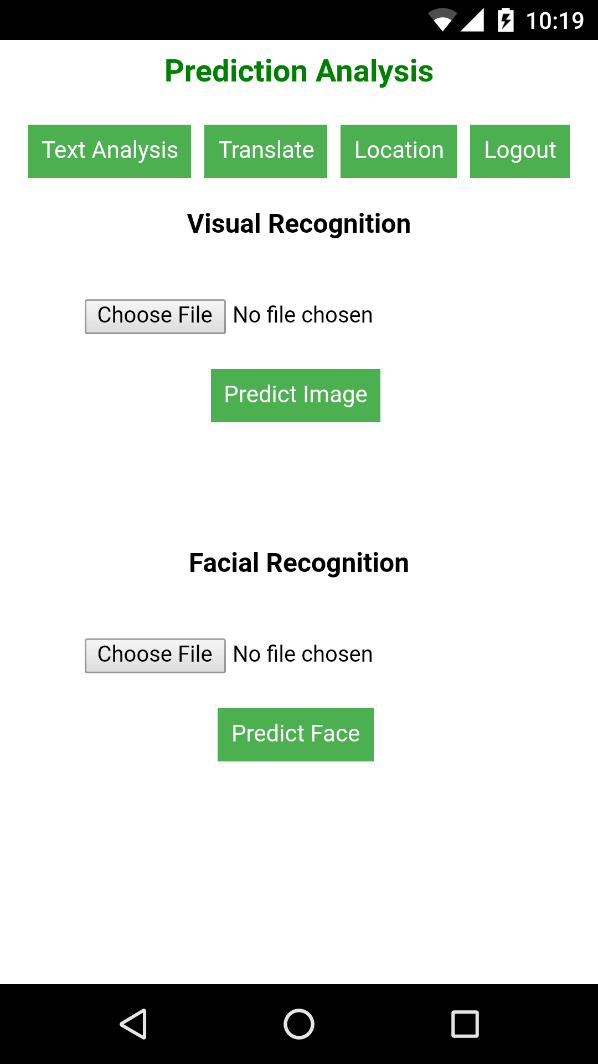 10:19
Prediction Analysis
Text Analysis Translate Location Logout
Visual Recognition
Choose File No file chosen
Predict Image
Facial Recognition
Choose File No file chosen
Predict Face